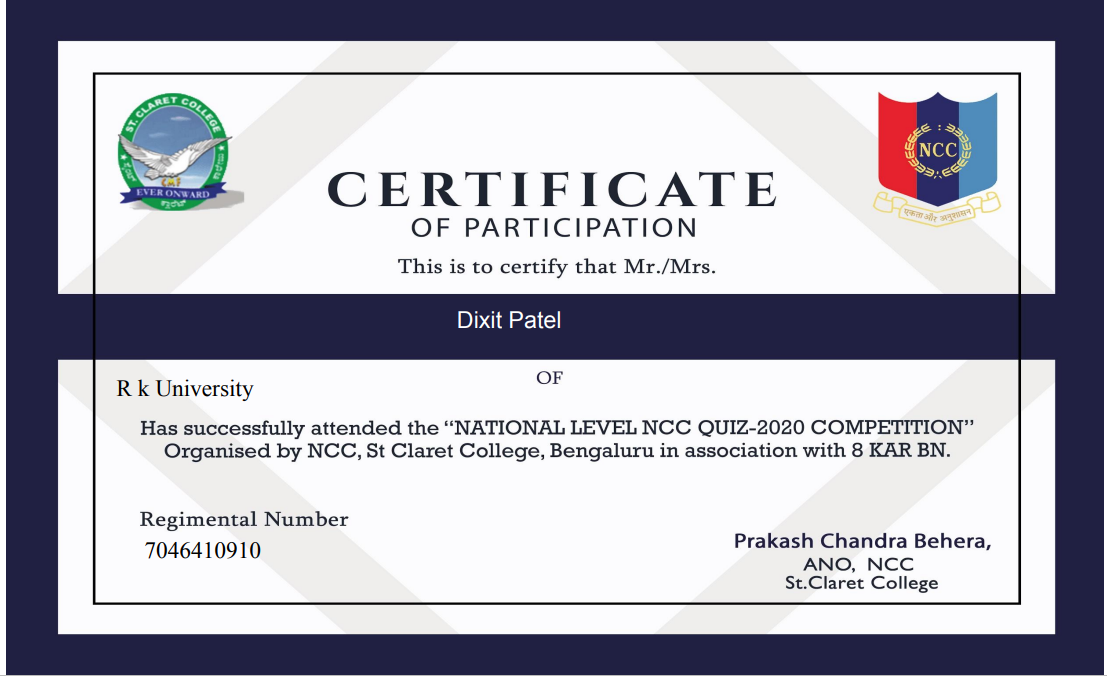 ST. CLARET COLLEGE
CMF
EVER ONWARD
NCC
एकता और अनुशासन
CERTIFICATE
OF PARTICIPATION
This is to certify that Mr./Mrs.
Dixit Patel
OF
R k University
Has successfully attended the “NATIONAL LEVEL NCC QUIZ-2020 COMPETITION”
Organised by NCC, St Claret College, Bengaluru in association with 8 KAR BN.
Regimental Number
7046410910
Prakash Chandra Behera,
ANO, NCC
St.Claret College